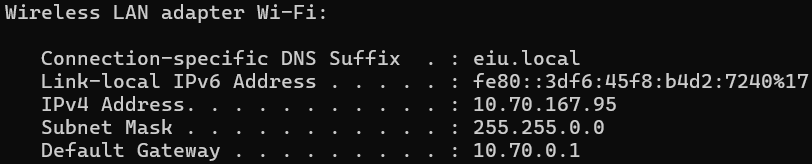 Wireless LAN adapter Wi-Fi:
Connection-specific DNS Suffix  . : eiu.local
Link-local IPv6 Address . . . . . : fe80::3df6:45f8:b4d2:7240%17
IPv4 Address. . . . . . . . . . . : 10.70.167.95
Subnet Mask . . . . . . . . . . . : 255.255.0.0
Default Gateway . . . . . . . . . : 10.70.0.1